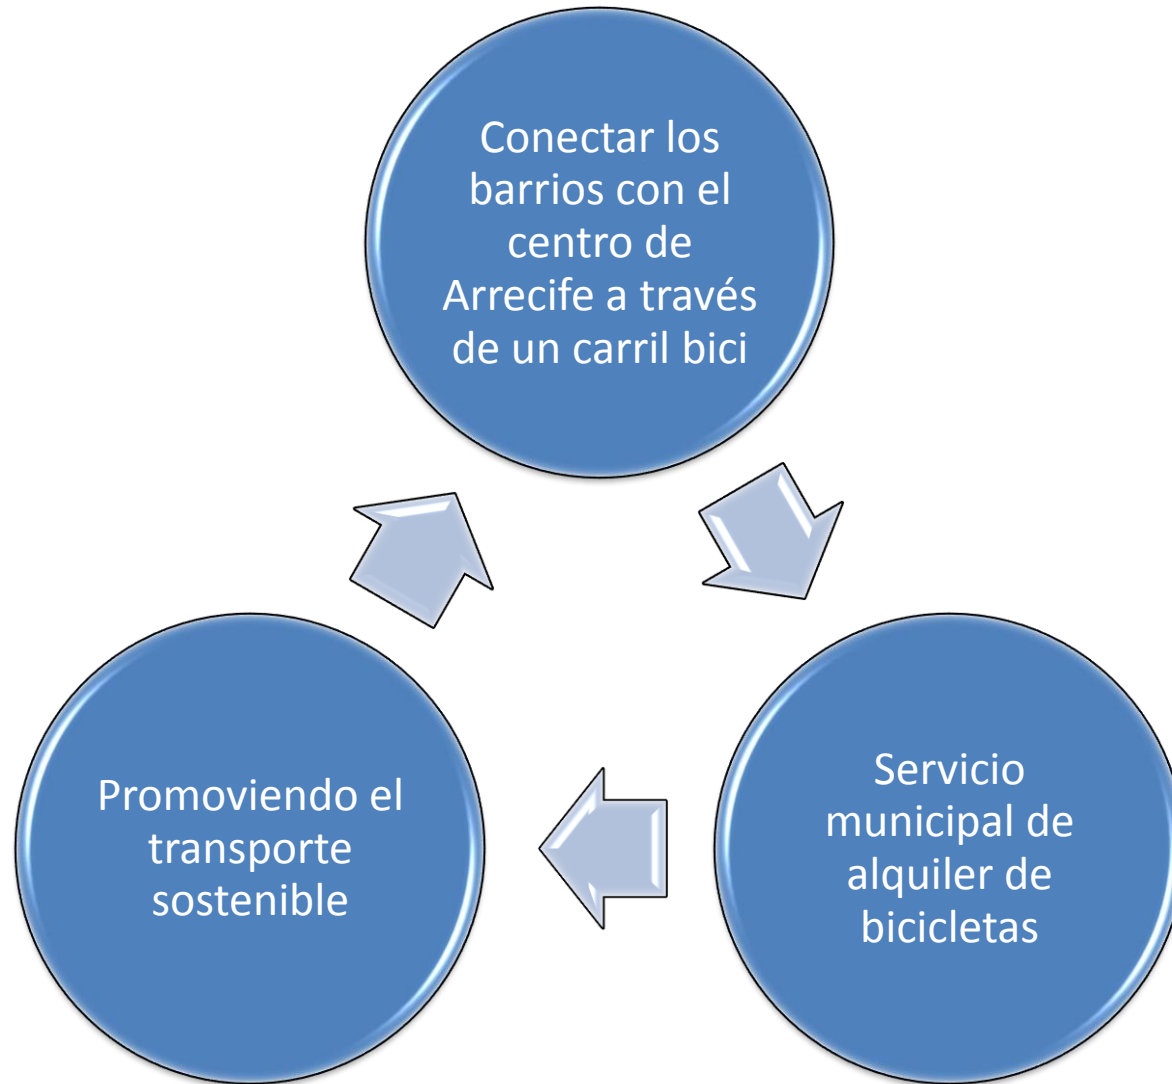 Conectar los
barrios con el
centro de
Arrecife a través
de un carril bici
Servicio
municipal de
alquiler de
bicicletas
Promoviendo el
transporte
sostenible